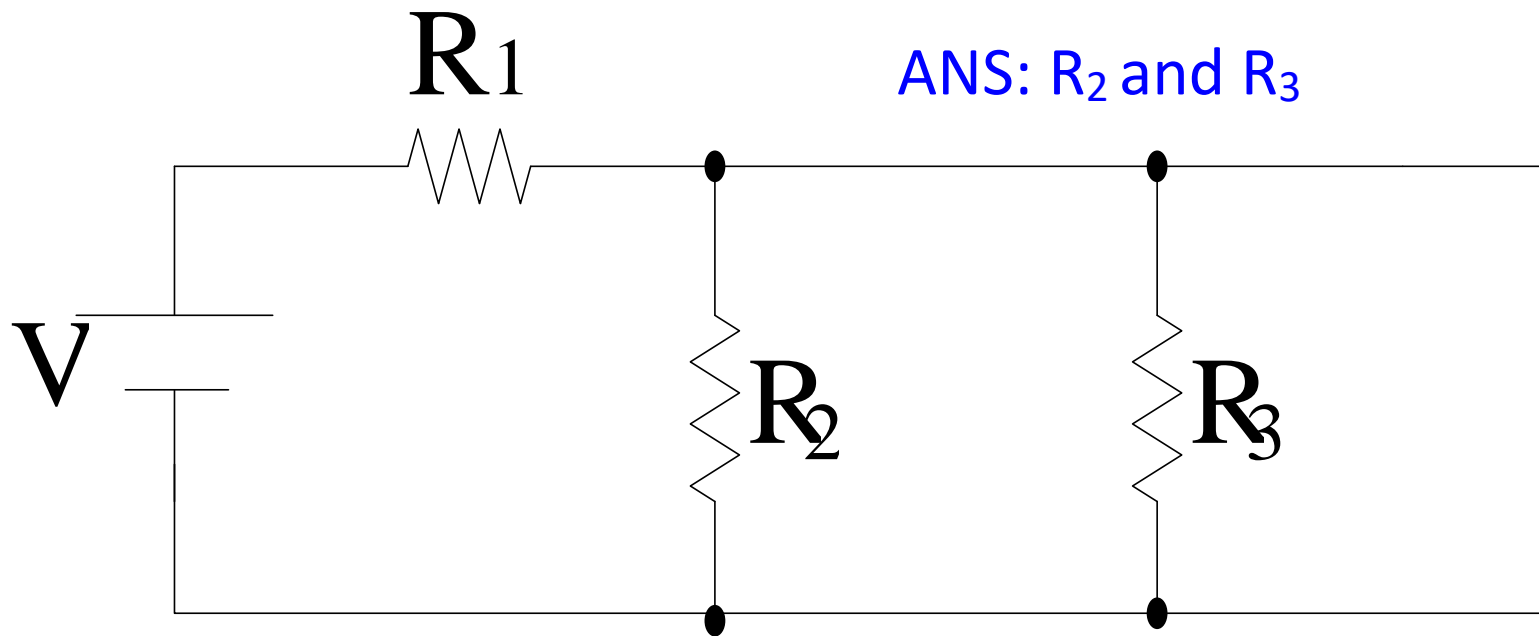 R1
ANS: R₂ and R₃
V
R2
R3